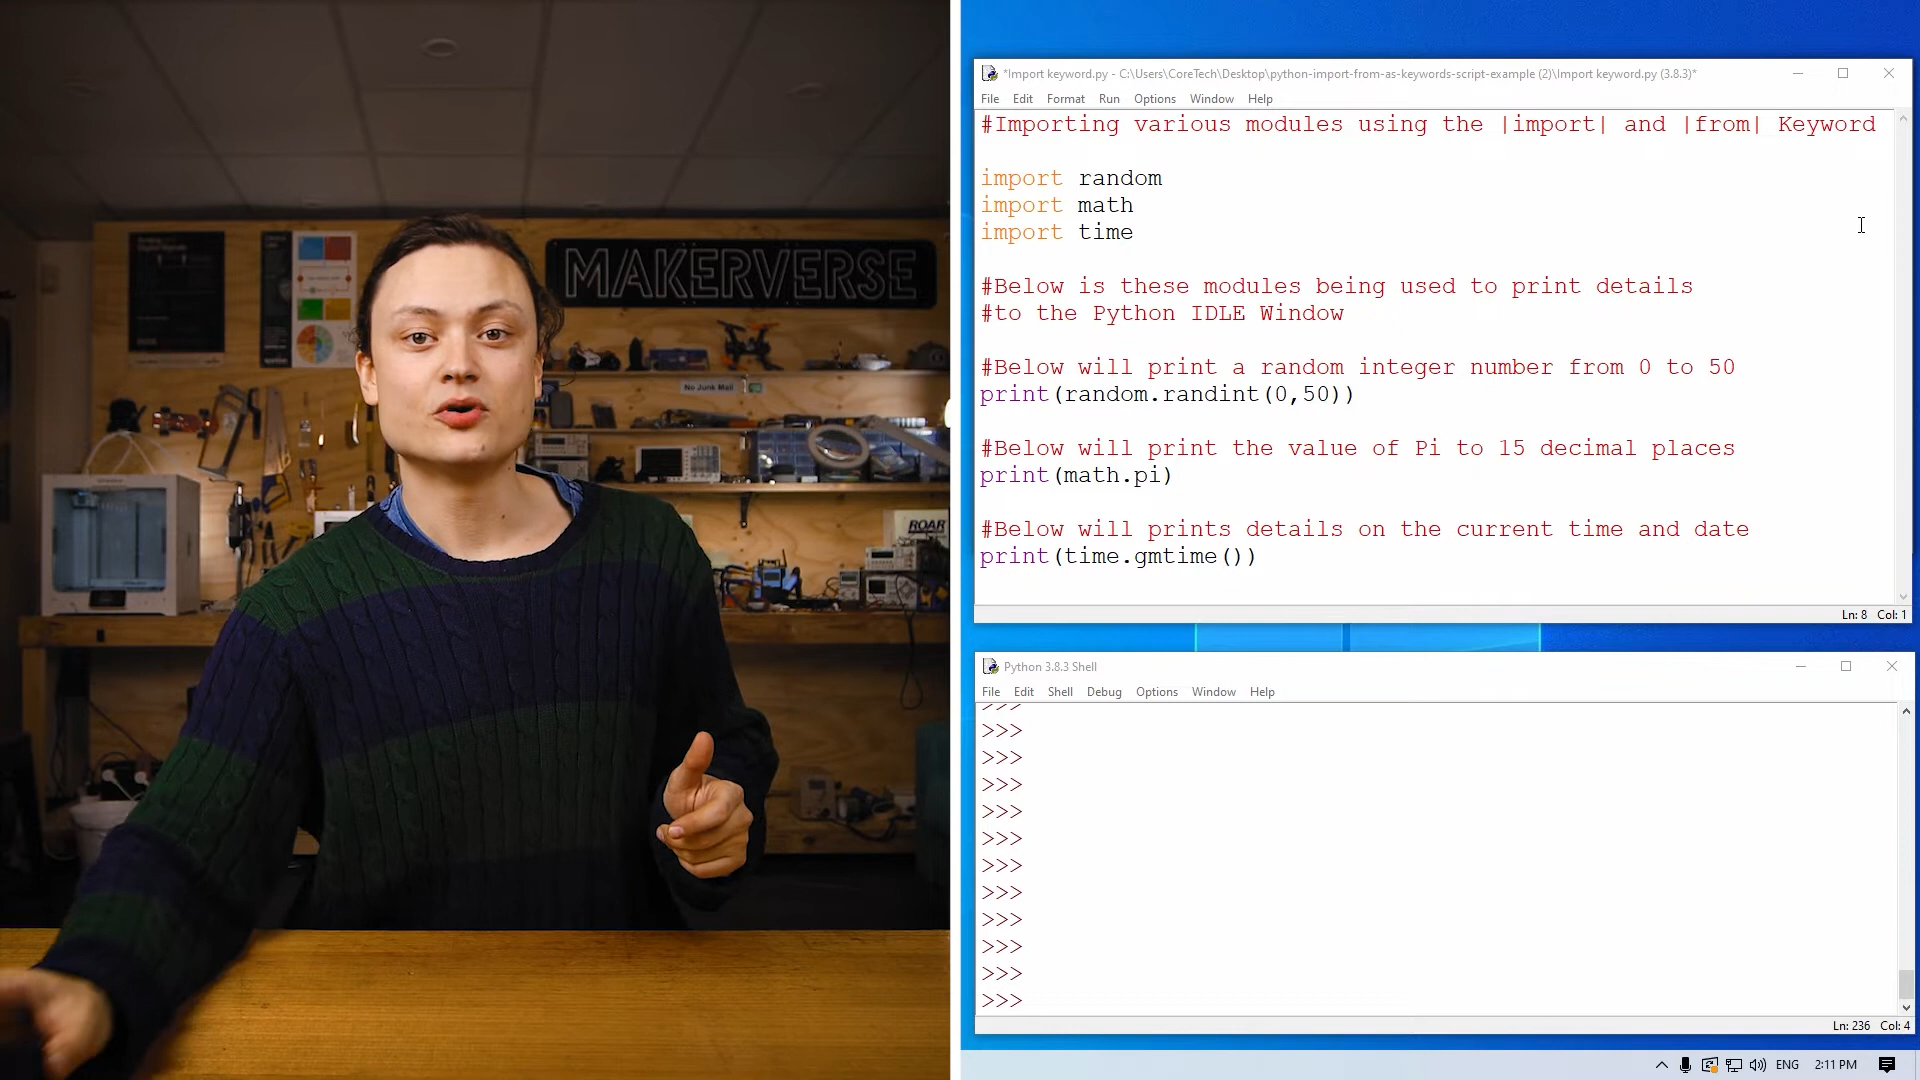 MAKERVERSE
No Junk Mail
ROAR
*Import keyword.py - C:\Users\CoreTech\Desktop\python-import-from-as-keywords-script-example (2)\Import keyword.py (3.8.3)*
File Edit Format Run Options Window Help
#Importing various modules using the |import| and |from| Keyword
import random
import math
import time
#Below is these modules being used to print details
#to the Python IDLE Window
#Below will print a random integer number from 0 to 50
print(random.randint(0,50))
#Below will print the value of Pi to 15 decimal places
print(math.pi)
#Below will prints details on the current time and date
print(time.gmtime())
Ln: 8 Col: 1
Python 3.8.3 Shell
File Edit Shell Debug Options Window Help
>>>
>>>
>>>
>>>
>>>
>>>
>>>
>>>
>>>
>>>
>>>
>>>
Ln: 236 Col: 4
ENG 2:11 PM